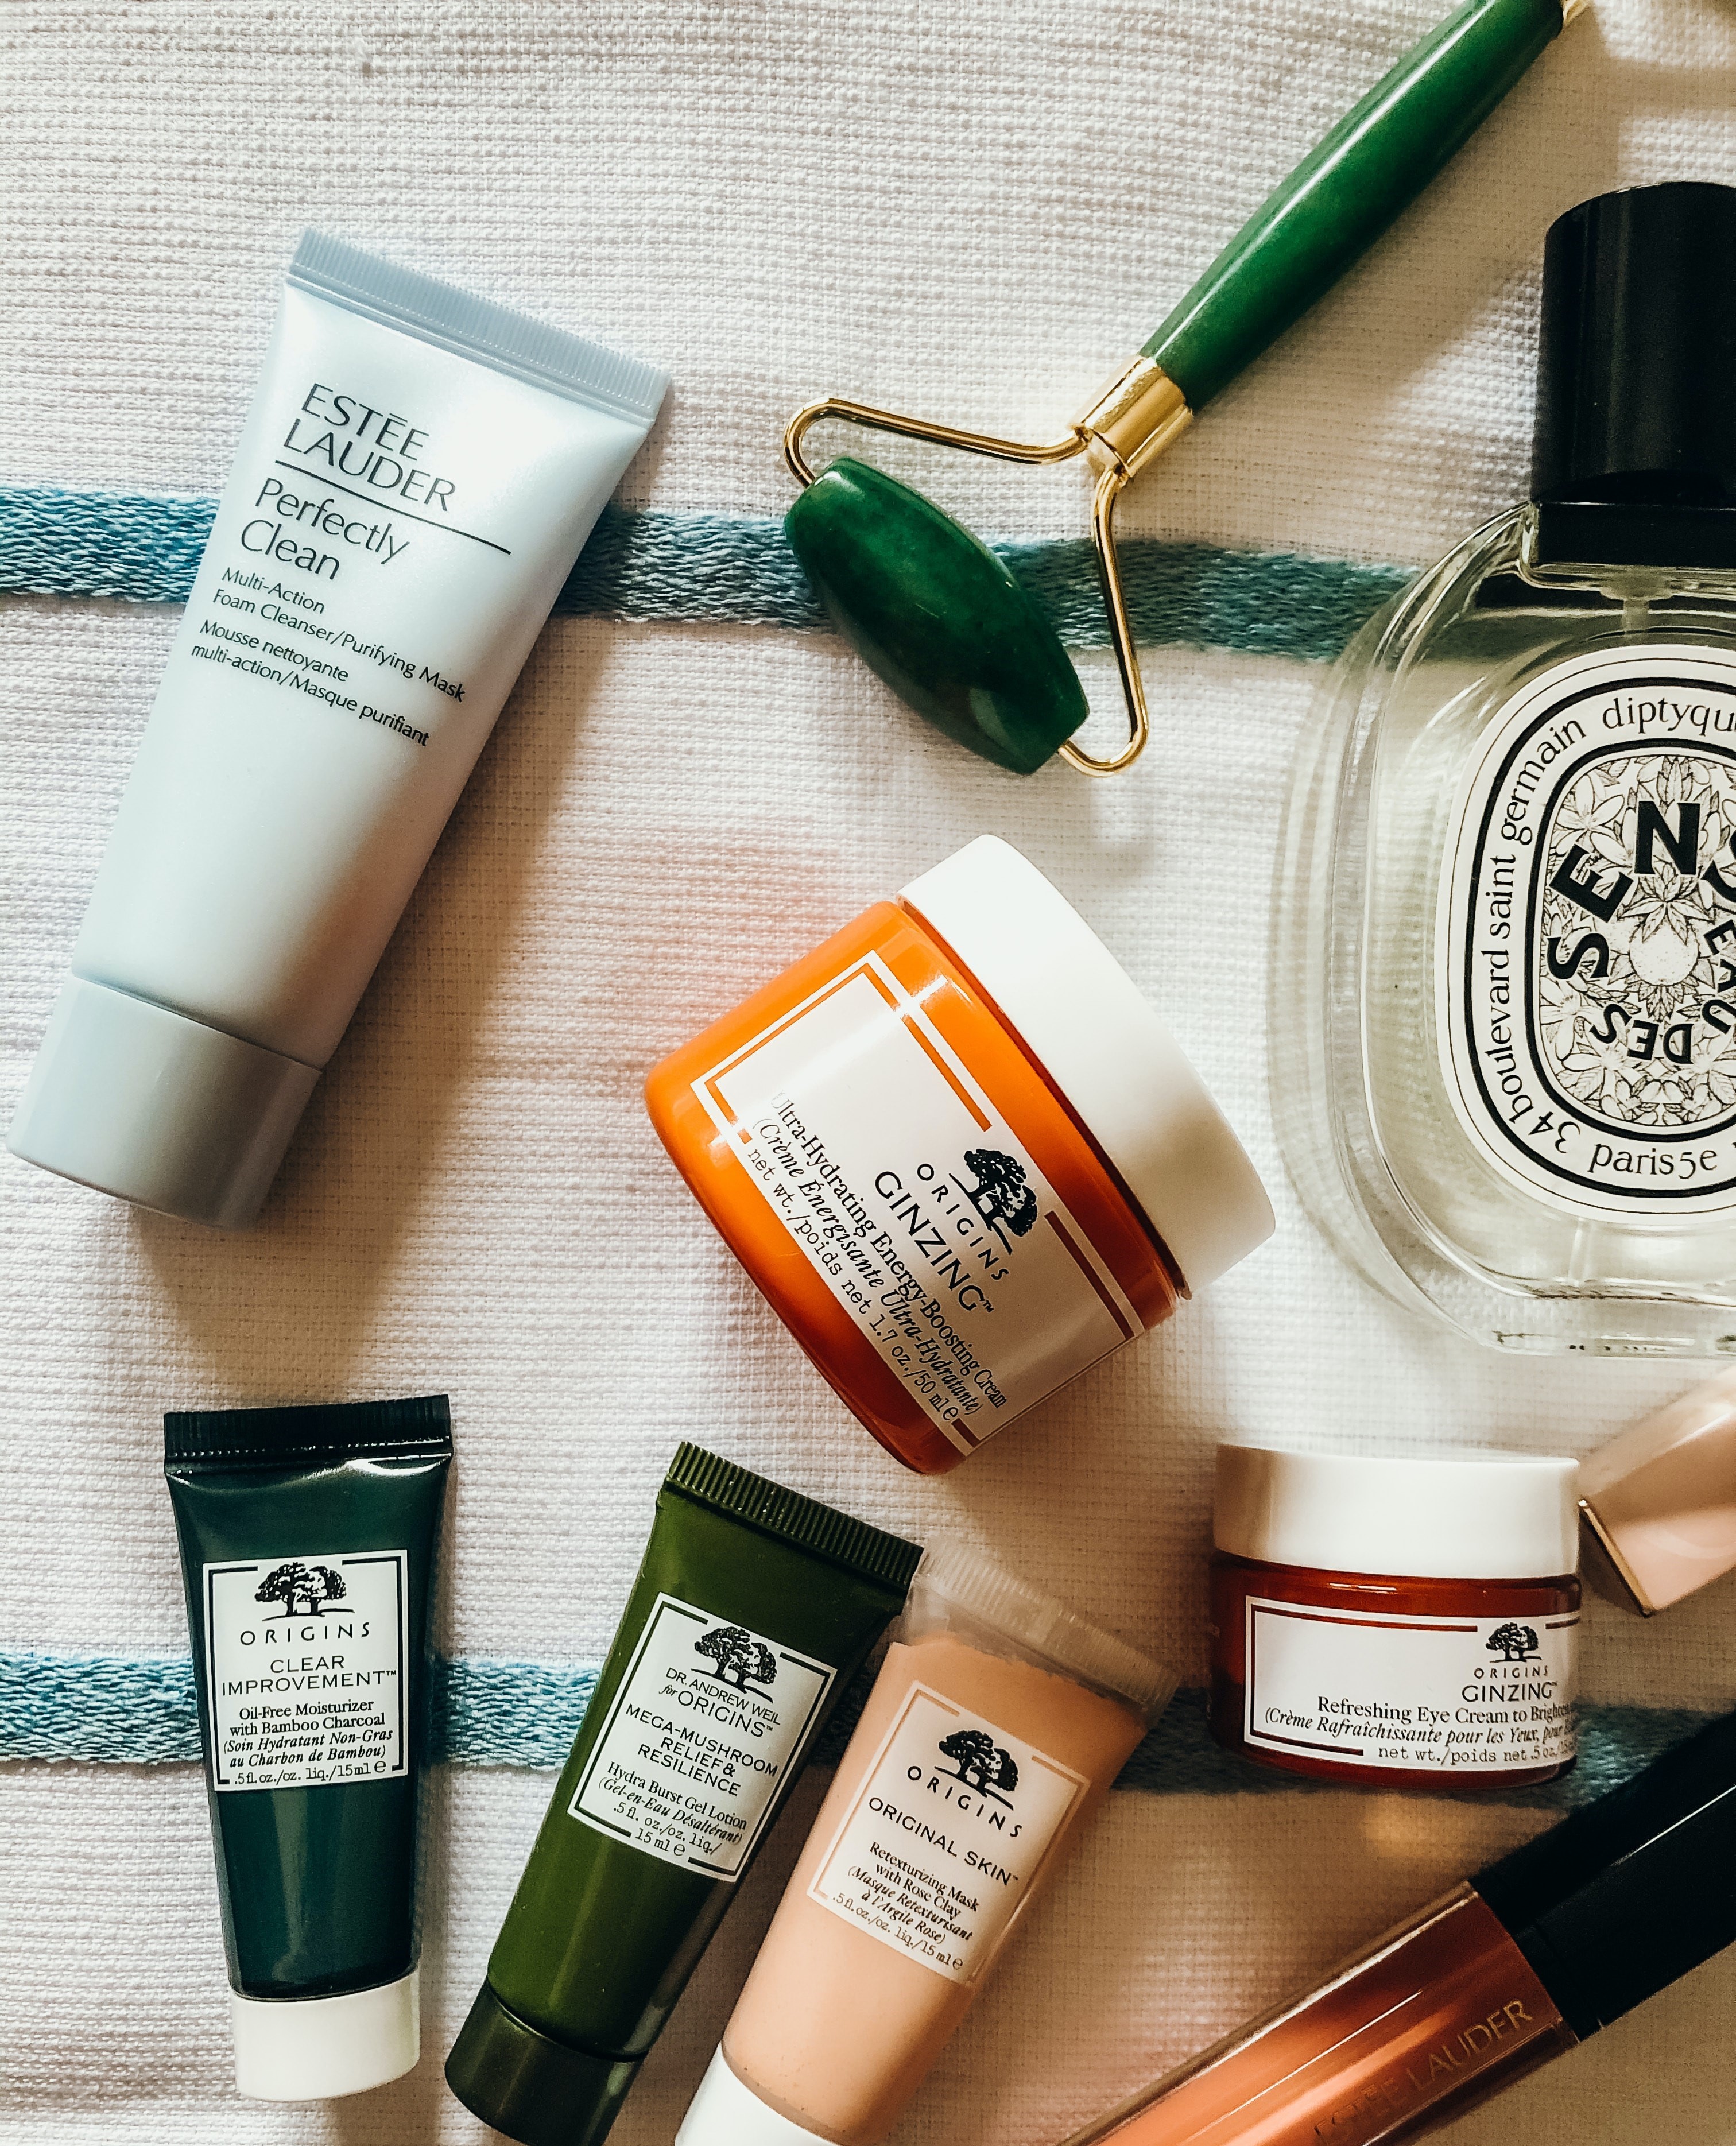 ESTĒE
LAUDER
Perfectly
Clean
Multi-Action
Foam Cleanser/Purifying Mask
Mousse nettoyante
multi-action/Masque purifiant
34 boulevard saint germain
paris5e
SENS
EAU
DES
ORIGINS
GINZING™
Ultra-Hydrating Energy-Boosting Cream
(Crème Énergisante Ultra-Hydratante)
net wt./poids net 1.7 oz./50 ml e
ORIGINS
CLEAR
IMPROVEMENT™
Oil-Free Moisturizer
with Bamboo Charcoal
(Soin Hydratant Non-Gras
au Charbon de Bambou)
.5 fl.oz./oz. liq./15ml e
DR. ANDREW WEIL
for ORIGINS™
MEGA-MUSHROOM
RELIEF &
RESILIENCE
Hydra Burst Gel Lotion
(Gel-en-Eau Désaltérant)
.5 fl. oz./oz. liq./
15 ml e
ORIGINS
ORIGINAL SKIN™
Retexturizing Mask
with Rose Clay
(Masque Retexturisant
à l'Argile Rose)
.5 fl.oz./oz. liq./15 ml e
ORIGINS
GINZING™
Refreshing Eye Cream to
(Crème Rafraîchissante pour les Yeux, pour
net wt./poids net .5 oz.
ESTĒE LAUDER